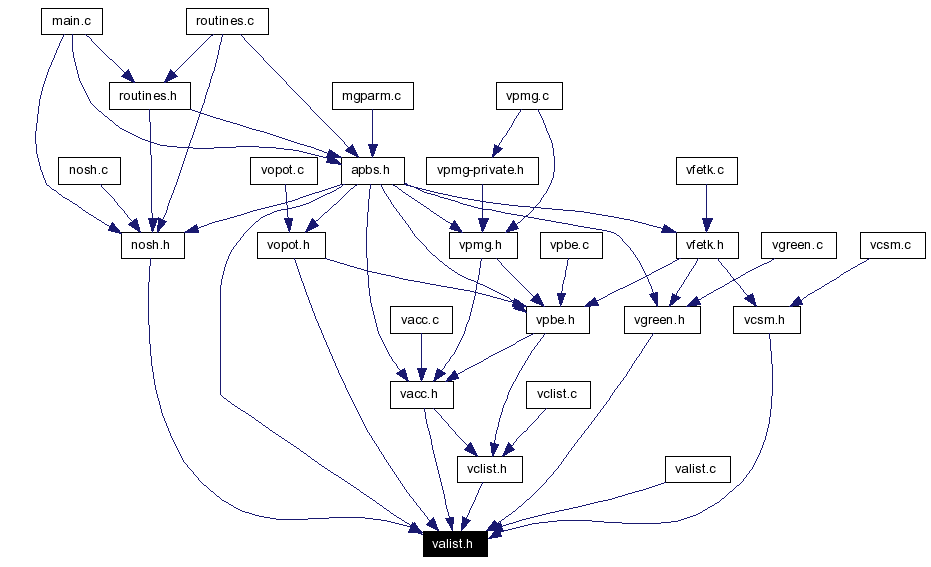 main.c
routines.c
routines.h
mgparm.c
vpmg.c
nosh.c
vopot.c
apbs.h
vpmg-private.h
vfetk.c
nosh.h
vopot.h
vpmg.h
vpbe.c
vfetk.h
vgreen.c
vcsm.c
vacc.c
vpbe.h
vgreen.h
vcsm.h
vacc.h
vclist.c
vclist.h
valist.c
valist.h